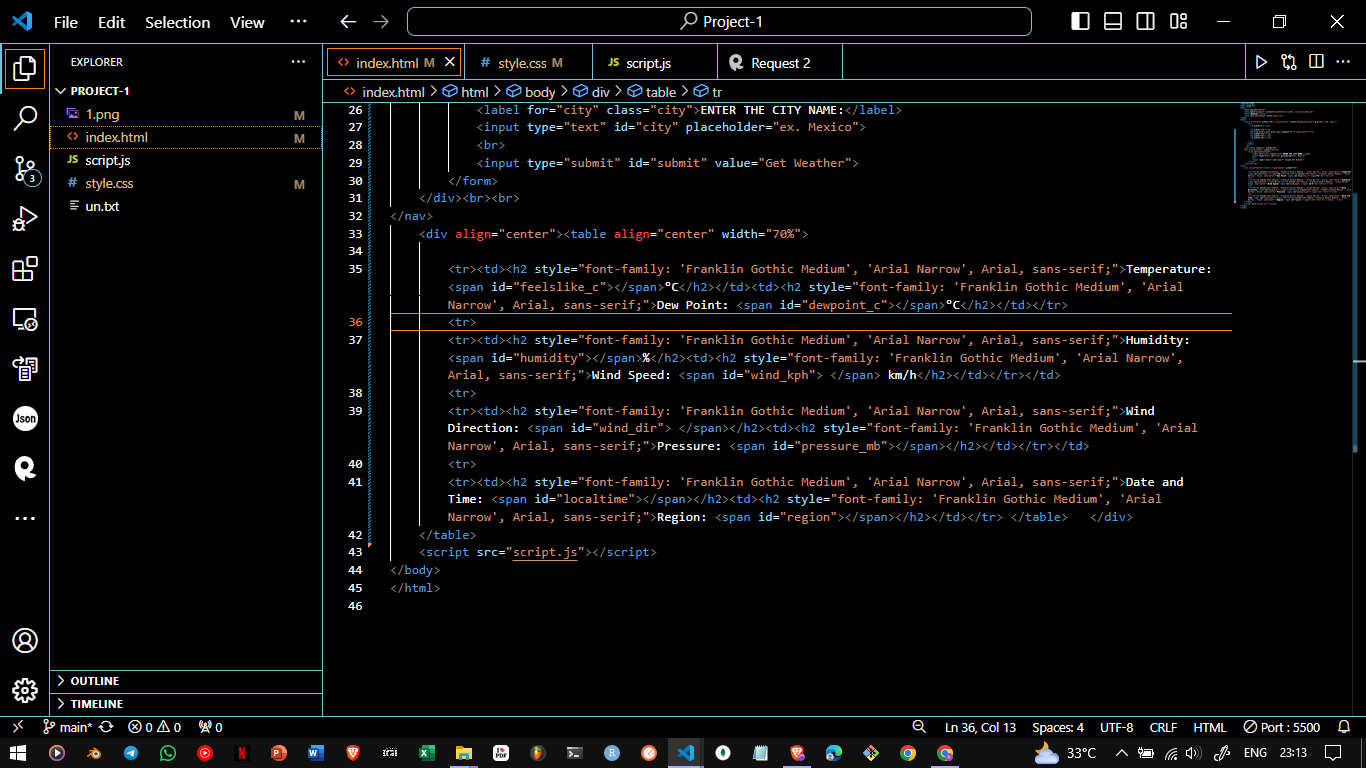 File Edit Selection View ··· Project-1
EXPLORER ···
PROJECT-1
1.png M
index.html M
script.js
style.css M
un.txt
OUTLINE
TIMELINE
3
Json
index.html M
style.css M
script.js
Request 2
index.html > html > body > div > table > tr
26 <label for="city" class="city">ENTER THE CITY NAME:</label>
27 <input type="text" id="city" placeholder="ex. Mexico">
28 <br>
29 <input type="submit" id="submit" value="Get Weather">
30 </form>
31 </div><br><br>
32 </nav>
33 <div align="center"><table align="center" width="70%">
34
35 <tr><td><h2 style="font-family: 'Franklin Gothic Medium', 'Arial Narrow', Arial, sans-serif;">Temperature:
<span id="feelslike_c"></span>°C</h2></td><td><h2 style="font-family: 'Franklin Gothic Medium', 'Arial
Narrow', Arial, sans-serif;">Dew Point: <span id="dewpoint_c"></span>°C</h2></td></tr>
36 <tr>
37 <tr><td><h2 style="font-family: 'Franklin Gothic Medium', 'Arial Narrow', Arial, sans-serif;">Humidity:
<span id="humidity"></span>%</h2><td><h2 style="font-family: 'Franklin Gothic Medium', 'Arial Narrow',
Arial, sans-serif;">Wind Speed: <span id="wind_kph"> </span> km/h</h2></td></tr></td>
38 <tr>
39 <tr><td><h2 style="font-family: 'Franklin Gothic Medium', 'Arial Narrow', Arial, sans-serif;">Wind
Direction: <span id="wind_dir"> </span></h2><td><h2 style="font-family: 'Franklin Gothic Medium', 'Arial
Narrow', Arial, sans-serif;">Pressure: <span id="pressure_mb"></span></h2></td></tr></td>
40 <tr>
41 <tr><td><h2 style="font-family: 'Franklin Gothic Medium', 'Arial Narrow', Arial, sans-serif;">Date and
Time: <span id="localtime"></span></h2><td><h2 style="font-family: 'Franklin Gothic Medium', 'Arial
Narrow', Arial, sans-serif;">Region: <span id="region"></span></h2></td></tr> </table> </div>
42 </table>
43 <script src="script.js"></script>
44 </body>
45 </html>
46
main* 0 0 0 Ln 36, Col 13 Spaces: 4 UTF-8 CRLF HTML Port : 5500
33°C ENG 23:13